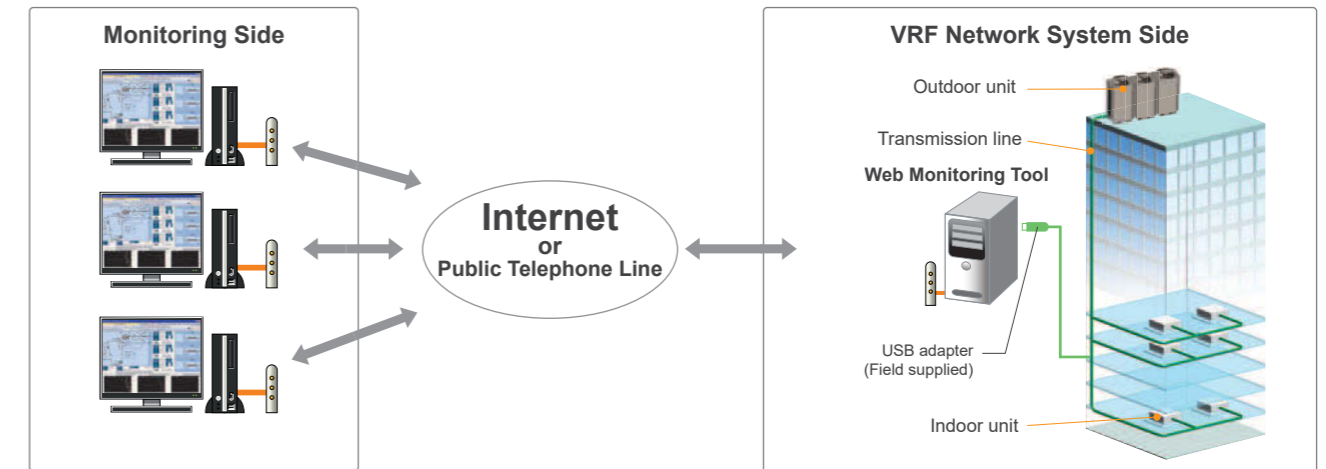 Monitoring Side
Internet
or
Public Telephone Line
VRF Network System Side
Outdoor unit
Transmission line
Web Monitoring Tool
USB adapter
(Field supplied)
Indoor unit